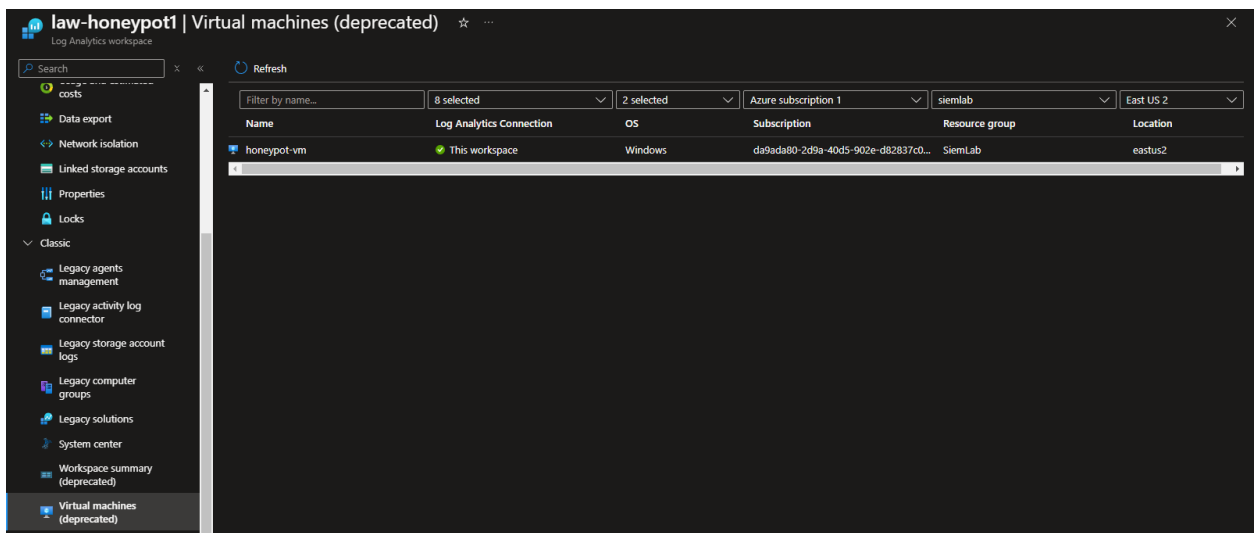 law-honeypot1 | Virtual machines (deprecated)
Log Analytics workspace
Search
costs
Data export
Network isolation
Linked storage accounts
Properties
Locks
Classic
Legacy agents
management
Legacy activity log
connector
Legacy storage account
logs
Legacy computer
groups
Legacy solutions
System center
Workspace summary
(deprecated)
Virtual machines
(deprecated)
Refresh
Filter by name... 8 selected 2 selected Azure subscription 1 siemlab East US 2
Name Log Analytics Connection OS Subscription Resource group Location
honeypot-vm This workspace Windows da9ada80-2d9a-40d5-902e-d82837c0... SiemLab eastus2